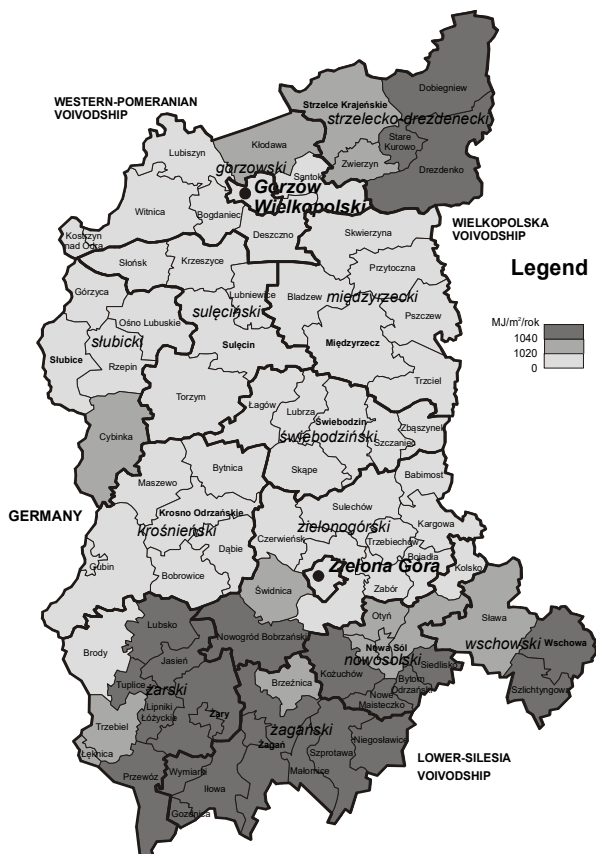 WESTERN-POMERANIAN
VOIVODSHIP
Dobiegniew
Strzelce Krajeńskie
strzelecko-drezdenecki
Kłodawa
Stare
Kurowo
Lubiszyn
gorzowski
Zwierzyn
Drezdenko
Santok
Gorzów
Wielkopolski
Witnica
Bogdaniec
Kostrzyn
nad Odrą
Deszczno
Skwierzyna
WIELKOPOLSKA
VOIVODSHIP
Słońsk
Krzeszyce
Przytoczna
Legend
Górzyca
Lubniewice
Bladzew
międzyrzecki
sulęciński
Pszczew
MJ/m²/rok
1040
1020
0
Ośno Lubuskie
słubicki
Słubice
Rzepin
Sulęcin
Międzyrzecz
Trzciel
Torzym
Łagów
Lubrza
Świebodzin
Zbąszynek
świebodziński
Szczaniec
Cybinka
Skąpe
Bytnica
Babimost
Maszewo
GERMANY
Krosno Odrzańskie
krośnieński
Sulechów
zielonogórski
Kargowa
Czerwieńsk
Trzebiechów
Dąbie
Bojadła
Gubin
Zielona Góra
Kolsko
Bobrowice
Świdnica
Zabór
Lubsko
Otyń
Sława
Nowogród Bobrzański
Brody
Nowa Sól
wschowski
Wschowa
Jasień
nowosolski
Siedlisko
Kożuchów
Bytom
Odrzański
Tuplice
żarski
Brzeźnica
Nowe
Miasteczko
Szlichtyngowa
Lipniki
Łóżyckie
Żary
Trzebiel
żagański
Niegosławice
Żagań
Szprotawa
Łęknica
LOWER-SILESIA
VOIVODSHIP
Przewóz
Wymiarki
Małomice
Iłowa
Gozdnica